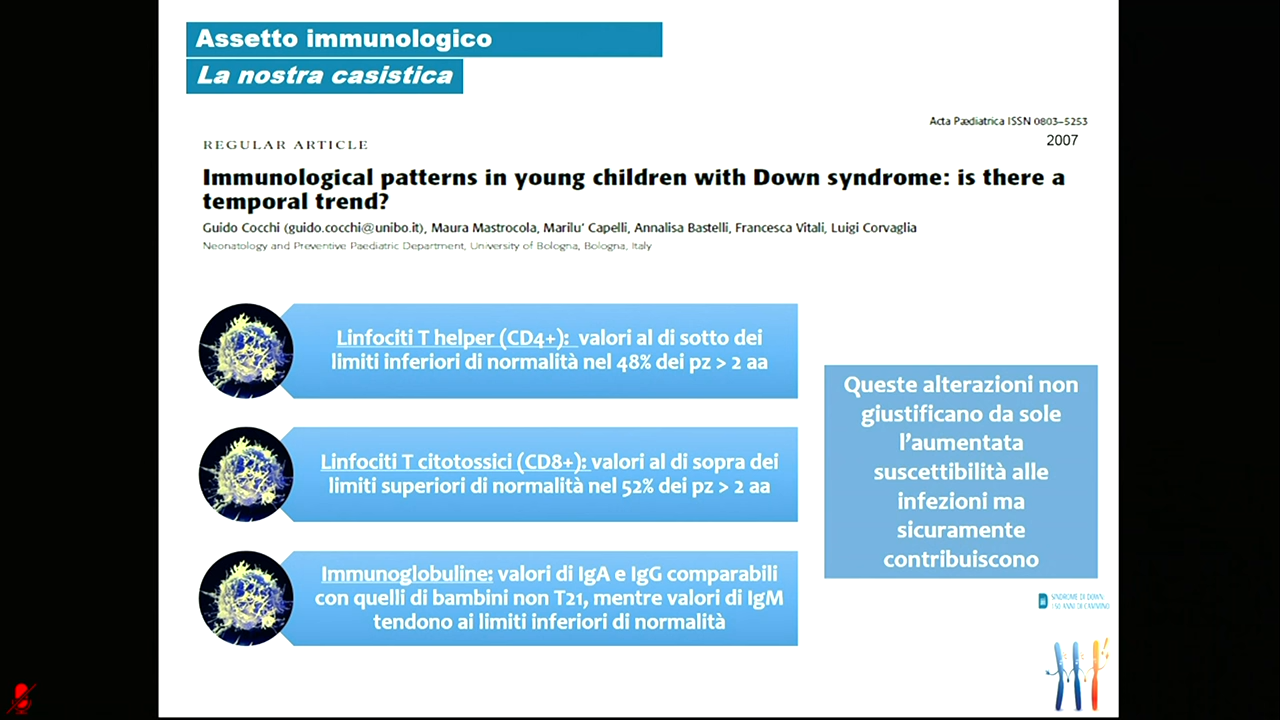 Assetto immunologico
La nostra casistica
Acta Pædiatrica ISSN 0803–5253
2007
REGULAR ARTICLE
Immunological patterns in young children with Down syndrome: is there a
temporal trend?
Guido Cocchi (guido.cocchi@unibo.it), Maura Mastrocola, Marilu' Capelli, Annalisa Bastelli, Francesca Vitali, Luigi Corvaglia
Neonatology and Preventive Paediatric Department, University of Bologna, Bologna, Italy
Linfociti T helper (CD4+): valori al di sotto dei
limiti inferiori di normalità nel 48% dei pz > 2 aa
Linfociti T citotossici (CD8+): valori al di sopra dei
limiti superiori di normalità nel 52% dei pz > 2 aa
Immunoglobuline: valori di IgA e IgG comparabili
con quelli di bambini non T21, mentre valori di IgM
tendono ai limiti inferiori di normalità
Queste alterazioni non
giustificano da sole
l'aumentata
suscettibilità alle
infezioni ma
sicuramente
contribuiscono
SINDROME DI DOWN
50 ANNI DI CAMMINO